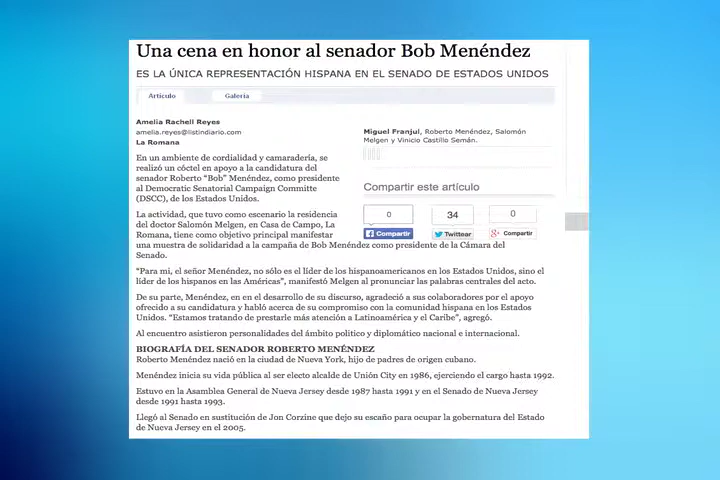 Una cena en honor al senador Bob Menéndez
ES LA ÚNICA REPRESENTACIÓN HISPANA EN EL SENADO DE ESTADOS UNIDOS
Artículo
Galería
Amelia Rachell Reyes
amelia.reyes@listindiario.com
La Romana
Miguel Franjui, Roberto Menéndez, Salomón
Melgen y Vinicio Castillo Semán.
En un ambiente de cordialidad y camaradería, se
realizó un cóctel en apoyo a la candidatura del
senador Roberto “Bob” Menéndez, como presidente
al Democratic Senatorial Campaign Committe
(DSCC), de los Estados Unidos.
Compartir este artículo
0
34
0
Compartir
Twittear
Compartir
La actividad, que tuvo como escenario la residencia
del doctor Salomón Melgen, en Casa de Campo, La
Romana, tiene como objetivo principal manifestar
una muestra de solidaridad a la campaña de Bob Menéndez como presidente de la Cámara del
Senado.
“Para mi, el señor Menéndez, no sólo es el líder de los hispanoamericanos en los Estados Unidos, sino el
líder de los hispanos en las Américas”, manifestó Melgen al pronunciar las palabras centrales del acto.
De su parte, Menéndez, en en el desarrollo de su discurso, agradeció a sus colaboradores por el apoyo
ofrecido a su candidatura y habló acerca de su compromiso con la comunidad hispana en los Estados
Unidos. “Estamos tratando de prestarle más atención a Latinoamérica y el Caribe”, agregó.
Al encuentro asistieron personalidades del ámbito politico y diplomático nacional e internacional.
BIOGRAFÍA DEL SENADOR ROBERTO MENÉNDEZ
Roberto Menéndez nació en la ciudad de Nueva York, hijo de padres de origen cubano.
Menéndez inicia su vida pública al ser electo alcalde de Unión City en 1986, ejerciendo el cargo hasta 1992.
Estuvo en la Asamblea General de Nueva Jersey desde 1987 hasta 1991 y en el Senado de Nueva Jersey
desde 1991 hasta 1993.
Llegó al Senado en sustitución de Jon Corzine que dejo su escaño para ocupar la gobernatura del Estado
de Nueva Jersey en el 2005.